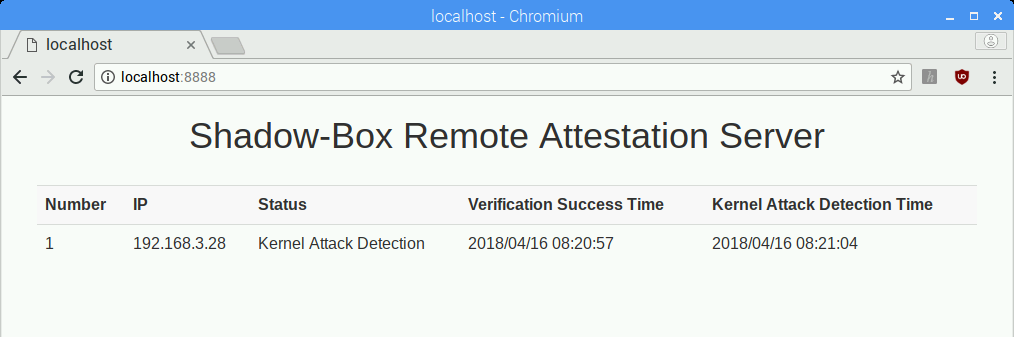 localhost - Chromium
localhost
localhost:8888
Shadow-Box Remote Attestation Server
Number IP Status Verification Success Time Kernel Attack Detection Time
1 192.168.3.28 Kernel Attack Detection 2018/04/16 08:20:57 2018/04/16 08:21:04